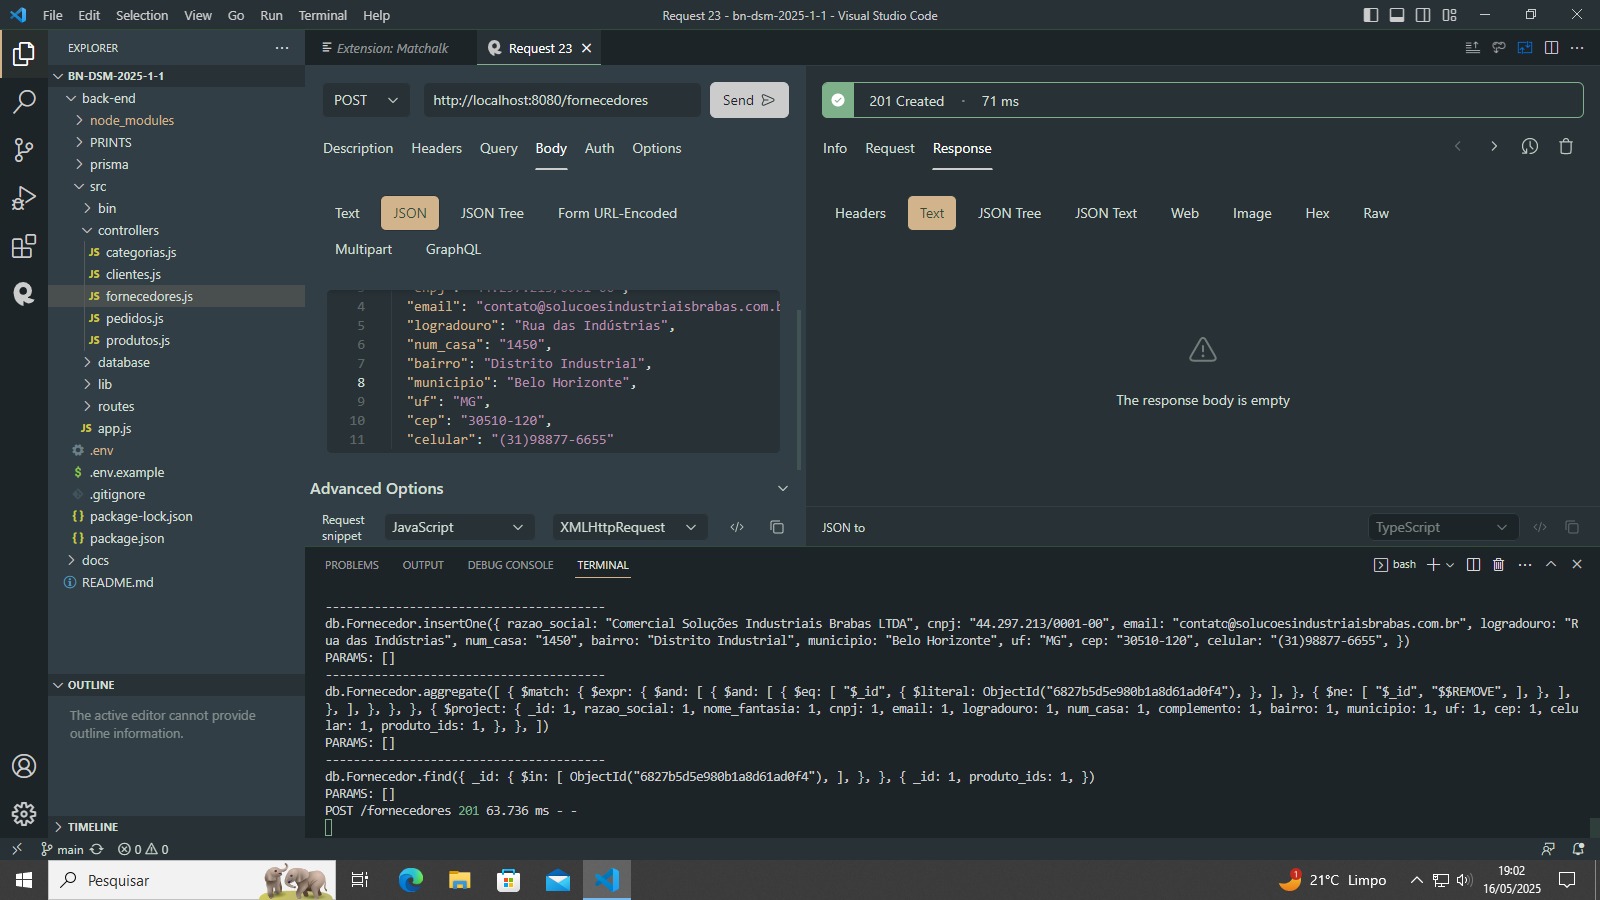 File Edit Selection View Go Run Terminal Help
Request 23 - bn-dsm-2025-1-1 - Visual Studio Code
EXPLORER
BN-DSM-2025-1-1
back-end
node_modules
PRINTS
prisma
src
bin
controllers
JS categorias.js
JS clientes.js
JS fornecedores.js
JS pedidos.js
JS produtos.js
database
lib
routes
JS app.js
.env
$ .env.example
.gitignore
{} package-lock.json
{} package.json
docs
README.md
OUTLINE
The active editor cannot provide
outline information.
TIMELINE
Extension: Matchalk
Request 23
POST http://localhost:8080/fornecedores Send
Description Headers Query Body Auth Options
Text JSON JSON Tree Form URL-Encoded
Multipart GraphQL
4 "email": "contato@solucoesindustriaisbrabas.com.b
5 "logradouro": "Rua das Indústrias",
6 "num_casa": "1450",
7 "bairro": "Distrito Industrial",
8 "municipio": "Belo Horizonte",
9 "uf": "MG",
10 "cep": "30510-120",
11 "celular": "(31)98877-6655"
Advanced Options
Request
snippet
JavaScript XMLHttpRequest
201 Created · 71 ms
Info Request Response
Headers Text JSON Tree JSON Text Web Image Hex Raw
The response body is empty
JSON to TypeScript
PROBLEMS OUTPUT DEBUG CONSOLE TERMINAL
bash
----------------------------------------
db.Fornecedor.insertOne({ razao_social: "Comercial Soluções Industriais Brabas LTDA", cnpj: "44.297.213/0001-00", email: "contato@solucoesindustriaisbrabas.com.br", logradouro: "R
ua das Indústrias", num_casa: "1450", bairro: "Distrito Industrial", municipio: "Belo Horizonte", uf: "MG", cep: "30510-120", celular: "(31)98877-6655", })
PARAMS: []
----------------------------------------
db.Fornecedor.aggregate([ { $match: { $expr: { $and: [ { $and: [ { $eq: [ "$_id", { $literal: ObjectId("6827b5d5e980b1a8d61ad0f4"), }, ], }, { $ne: [ "$_id", "$$REMOVE", ], }, ],
}, ], }, }, }, { $project: { _id: 1, razao_social: 1, nome_fantasia: 1, cnpj: 1, email: 1, logradouro: 1, num_casa: 1, complemento: 1, bairro: 1, municipio: 1, uf: 1, cep: 1, celu
lar: 1, produto_ids: 1, }, }, ])
PARAMS: []
----------------------------------------
db.Fornecedor.find({ _id: { $in: [ ObjectId("6827b5d5e980b1a8d61ad0f4"), ], }, }, { _id: 1, produto_ids: 1, })
PARAMS: []
POST /fornecedores 201 63.736 ms - -
main 0 0
Pesquisar
1
21°C Limpo
19:02
16/05/2025